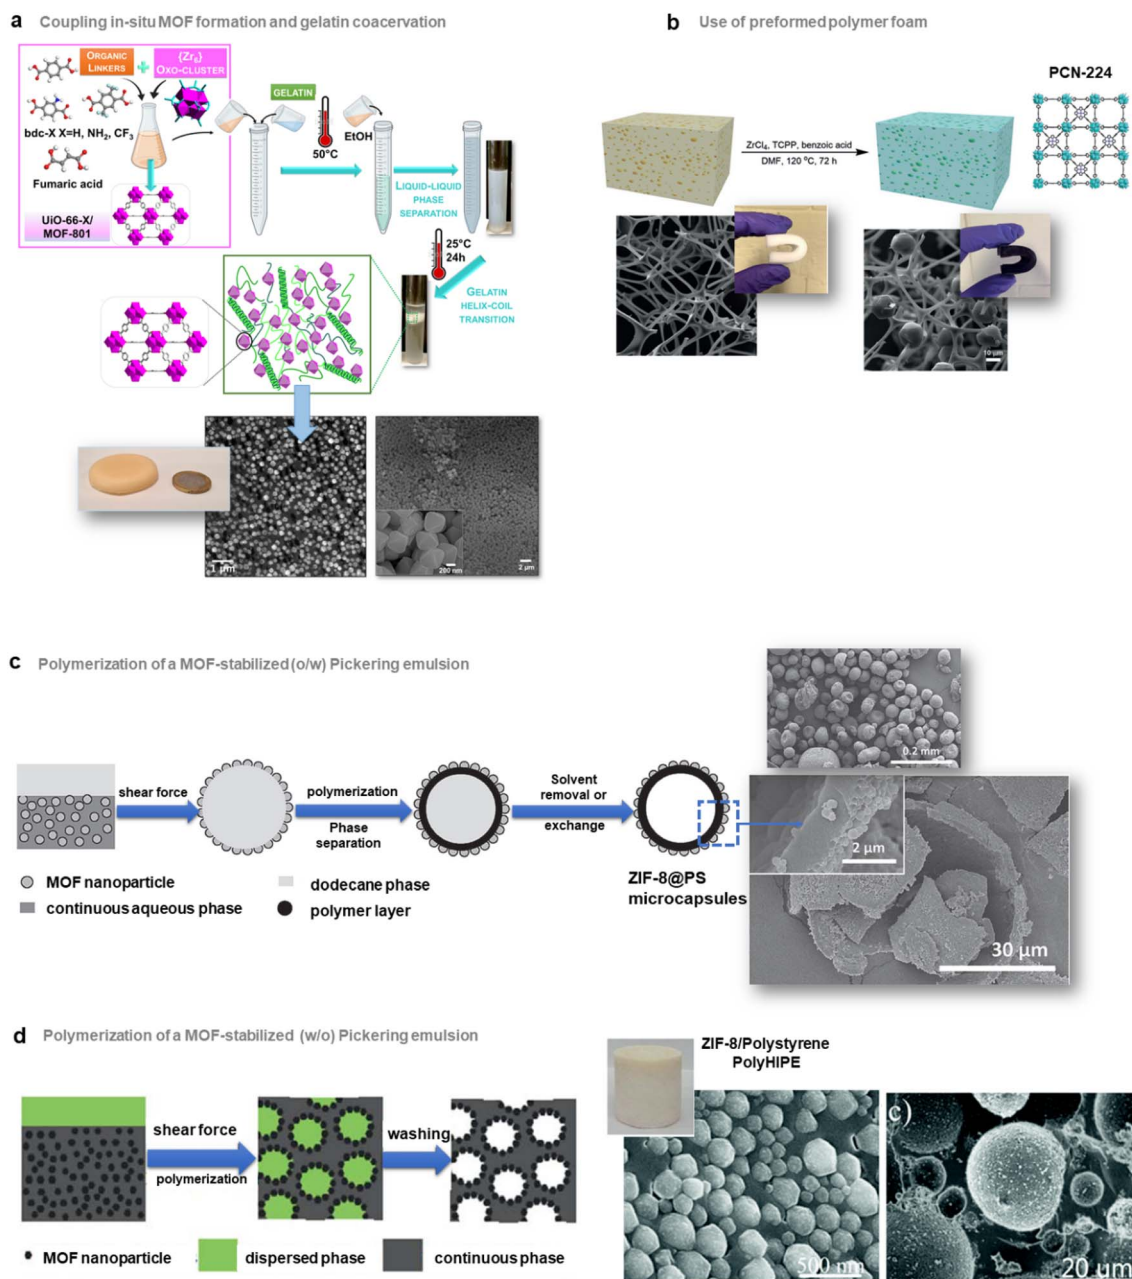 a Coupling in-situ MOF formation and gelatin coacervation
ORGANIC
LINKERS
+
{Zr6}
OXO-CLUSTER
bdc-X X=H, NH2, CF3
Fumaric acid
UiO-66-X/
MOF-801
GELATIN
50°C
EtOH
LIQUID-LIQUID
PHASE
SEPARATION
25°C
24h
GELATIN
HELIX-COIL
TRANSITION
1 µm
200 nm
2 µm
b Use of preformed polymer foam
PCN-224
ZrCl4, TCPP, benzoic acid
DMF, 120 °C, 72 h
10 µm
c Polymerization of a MOF-stabilized (o/w) Pickering emulsion
shear force
polymerization
Phase
separation
Solvent
removal or
exchange
ZIF-8@PS
microcapsules
MOF nanoparticle
dodecane phase
continuous aqueous phase
polymer layer
0.2 mm
2 µm
30 µm
d Polymerization of a MOF-stabilized (w/o) Pickering emulsion
shear force
polymerization
washing
MOF nanoparticle
dispersed phase
continuous phase
ZIF-8/Polystyrene
PolyHIPE
500 nm
c)
20 µm